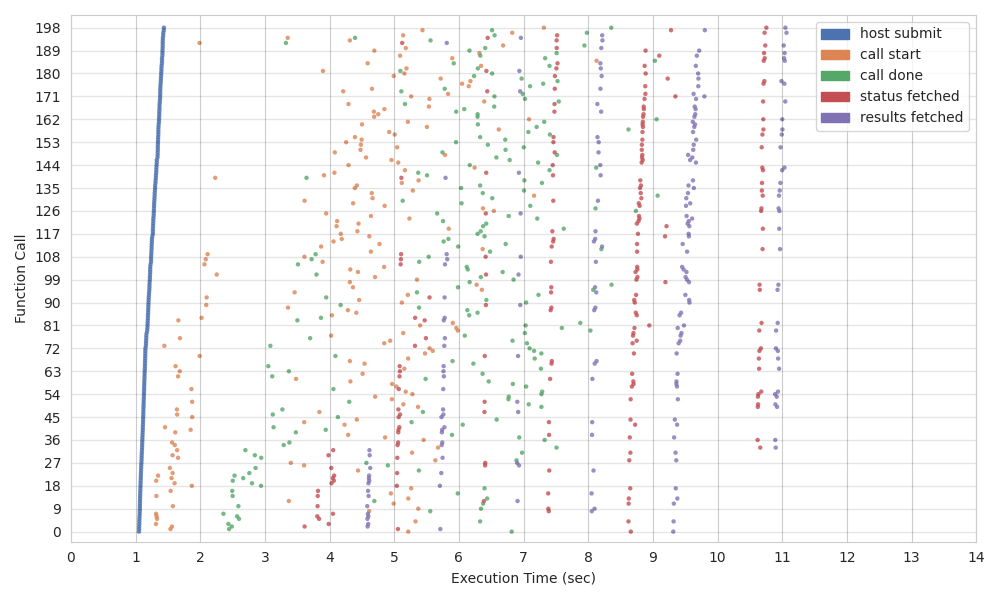 host submit
call start
call done
status fetched
results fetched
Function Call
198
189
180
171
162
153
144
135
126
117
108
99
90
81
72
63
54
45
36
27
18
9
0
0 1 2 3 4 5 6 7 8 9 10 11 12 13 14
Execution Time (sec)